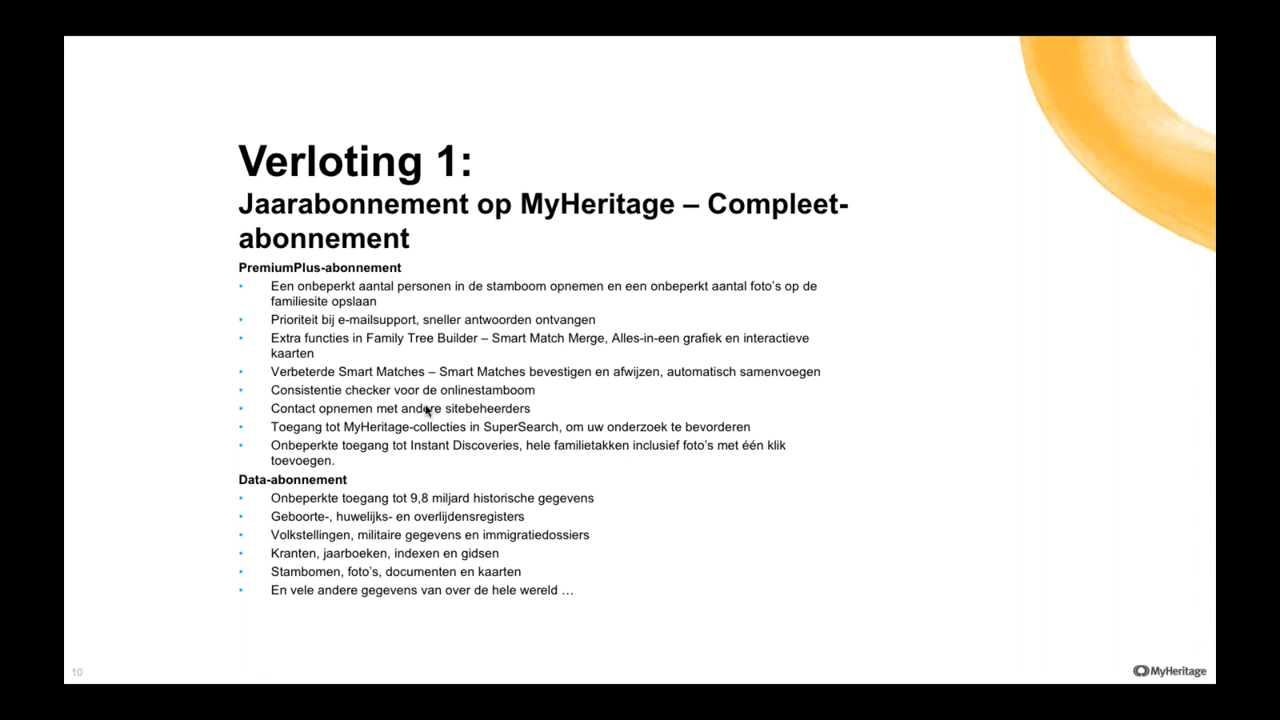 Verloting 1:
Jaarabonnement op MyHeritage – Compleet-
abonnement
PremiumPlus-abonnement
• Een onbeperkt aantal personen in de stamboom opnemen en een onbeperkt aantal foto's op de
familiesite opslaan
• Prioriteit bij e-mailsupport, sneller antwoorden ontvangen
• Extra functies in Family Tree Builder – Smart Match Merge, Alles-in-een grafiek en interactieve
kaarten
• Verbeterde Smart Matches – Smart Matches bevestigen en afwijzen, automatisch samenvoegen
• Consistentie checker voor de onlinestamboom
• Contact opnemen met andere sitebeheerders
• Toegang tot MyHeritage-collecties in SuperSearch, om uw onderzoek te bevorderen
• Onbeperkte toegang tot Instant Discoveries, hele familietakken inclusief foto's met één klik
toevoegen.
Data-abonnement
• Onbeperkte toegang tot 9,8 miljard historische gegevens
• Geboorte-, huwelijks- en overlijdensregisters
• Volkstellingen, militaire gegevens en immigratiedossiers
• Kranten, jaarboeken, indexen en gidsen
• Stambomen, foto's, documenten en kaarten
• En vele andere gegevens van over de hele wereld …
10
MyHeritage